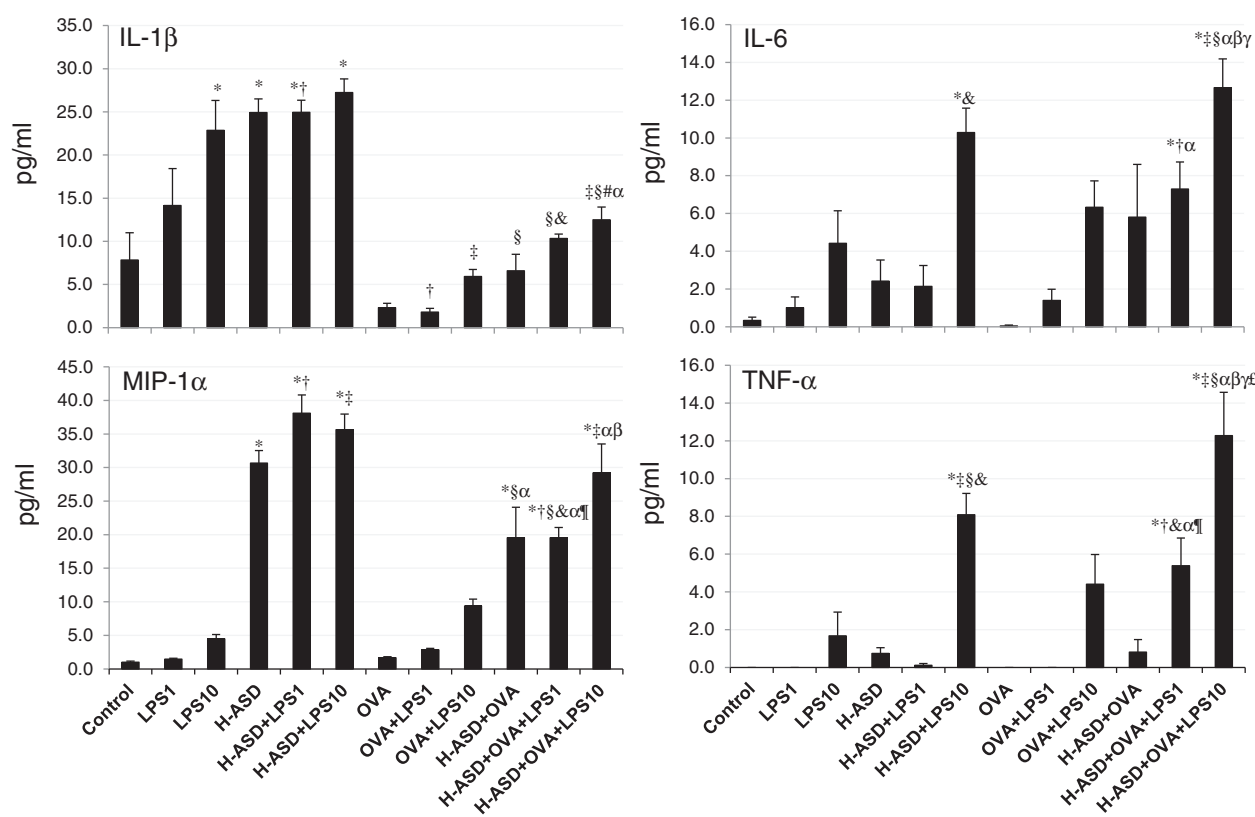 IL-1β
pg/ml
35.0
30.0
25.0
20.0
15.0
10.0
5.0
0.0
*
*
*†
*
†
‡
§
§&
‡§#α
IL-6
pg/ml
16.0
14.0
12.0
10.0
8.0
6.0
4.0
2.0
0.0
*&
*†α
*‡§αβγ
MIP-1α
pg/ml
45.0
40.0
35.0
30.0
25.0
20.0
15.0
10.0
5.0
0.0
*
*†
*‡
*§α
*†§&α¶
*‡αβ
Control
LPS1
LPS10
H-ASD
H-ASD+LPS1
H-ASD+LPS10
OVA
OVA+LPS1
OVA+LPS10
H-ASD+OVA
H-ASD+OVA+LPS1
H-ASD+OVA+LPS10
TNF-α
pg/ml
16.0
14.0
12.0
10.0
8.0
6.0
4.0
2.0
0.0
*‡§&
*†&α¶
*‡§αβγ£
Control
LPS1
LPS10
H-ASD
H-ASD+LPS1
H-ASD+LPS10
OVA
OVA+LPS1
OVA+LPS10
H-ASD+OVA
H-ASD+OVA+LPS1
H-ASD+OVA+LPS10